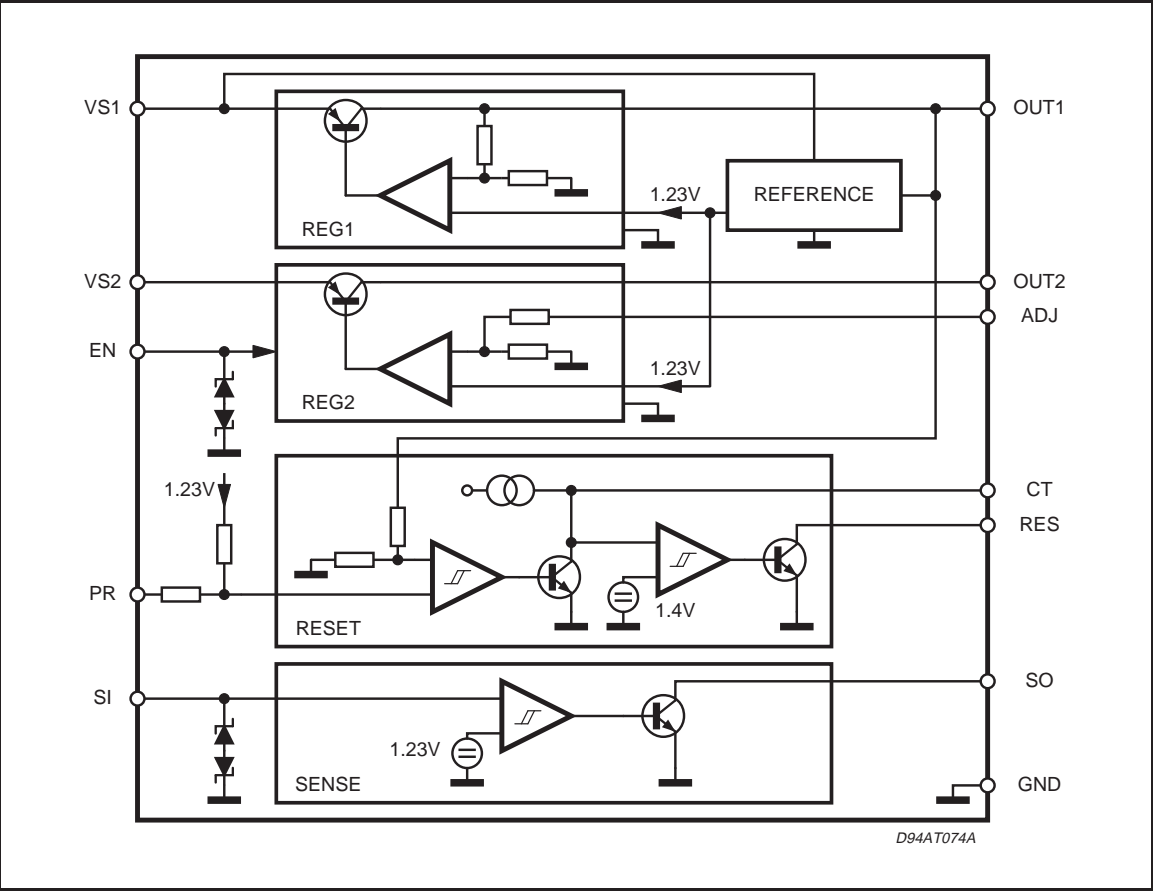 VS1
OUT1
1.23V
REFERENCE
REG1
VS2
OUT2
ADJ
EN
1.23V
REG2
1.23V
CT
RES
PR
1.4V
RESET
SI
SO
1.23V
SENSE
GND
D94AT074A